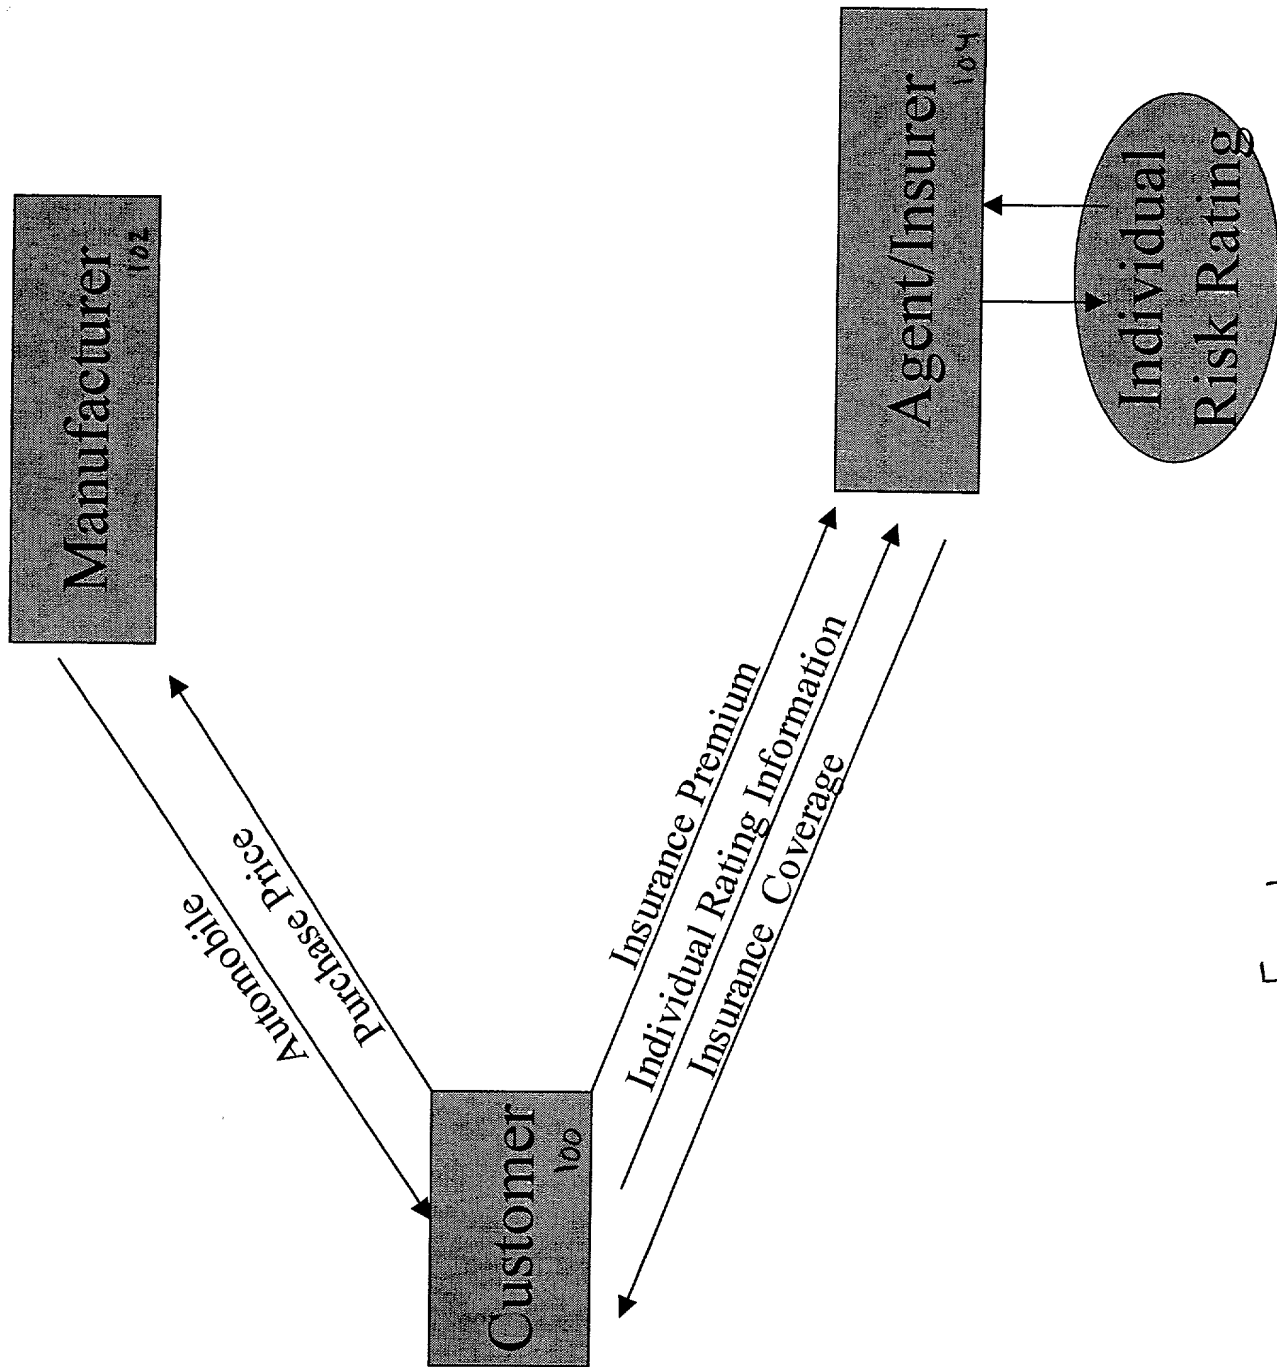 Manufacturer
102
Automobile
Purchase Price
Customer
100
Insurance Premium
Individual Rating Information
Insurance Coverage
Agent/Insurer
104
Individual
Risk Rating